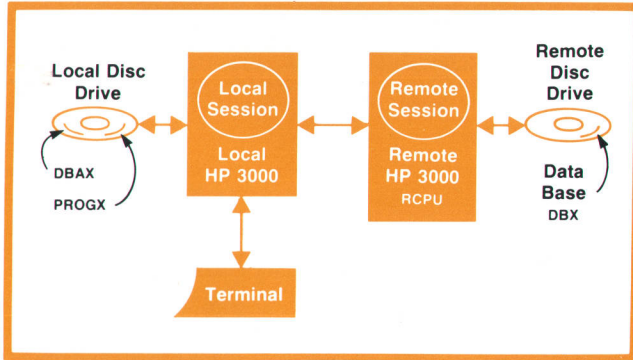 Local Disc
Drive
DBAX
PROGX
Local
Session
Local
HP 3000
Terminal
Remote
Session
Remote
HP 3000
RCPU
Remote
Disc
Drive
Data
Base
DBX